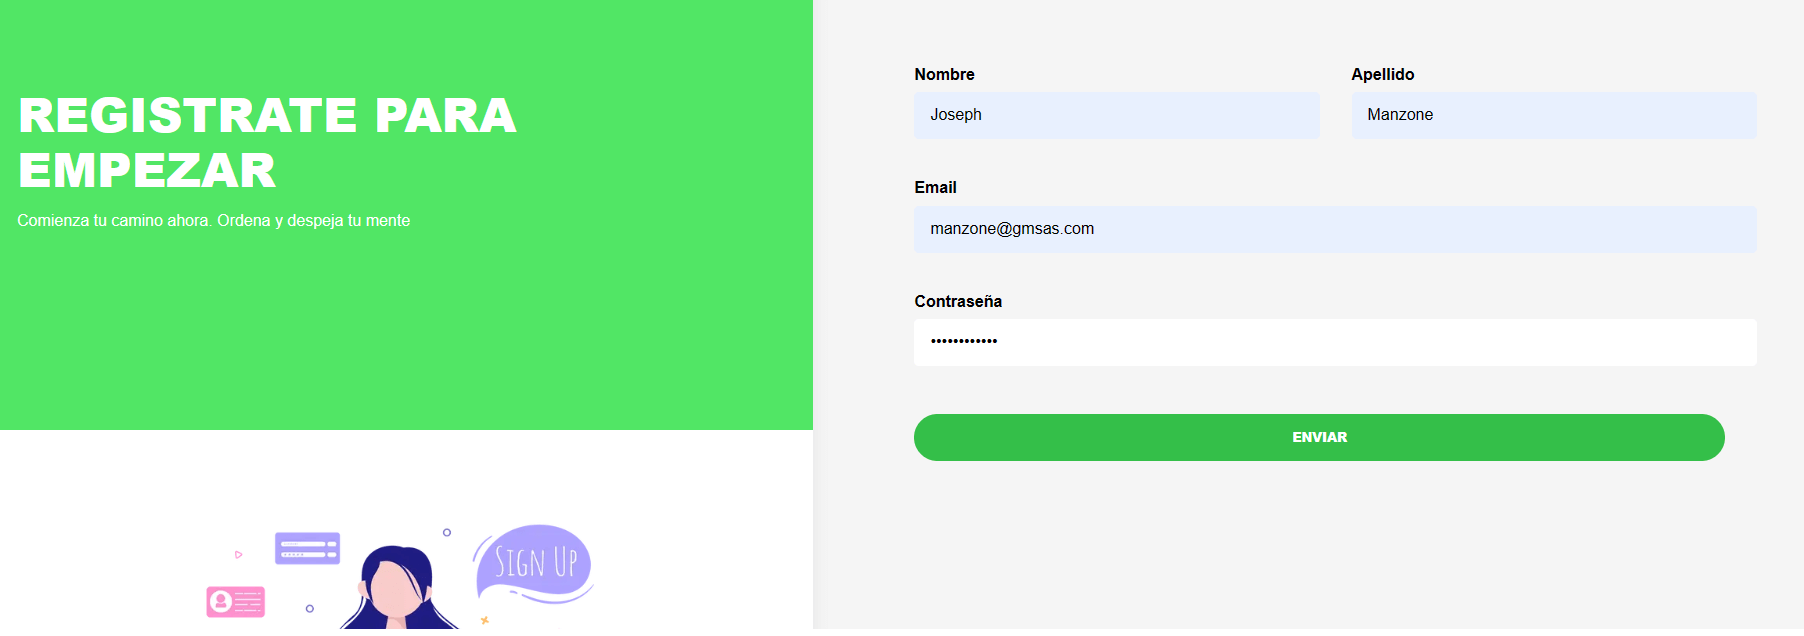 REGISTRATE PARA
EMPEZAR
Comienza tu camino ahora. Ordena y despeja tu mente
Nombre
Apellido
Joseph
Manzone
Email
manzone@gmsas.com
Contraseña
••••••••••••
ENVIAR
SIGN UP